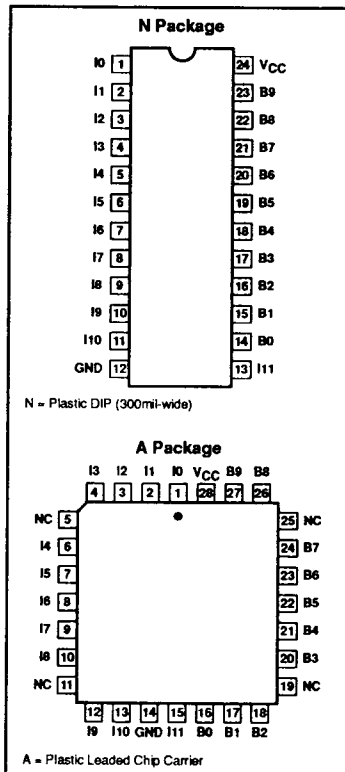 N Package
I0 1 24 VCC
I1 2 23 B9
I2 3 22 B8
I3 4 21 B7
I4 5 20 B6
I5 6 19 B5
I6 7 18 B4
I7 8 17 B3
I8 9 16 B2
I9 10 15 B1
I10 11 14 B0
GND 12 13 I11
N = Plastic DIP (300mil-wide)
A Package
I3 I2 I1 I0 VCC B9 B8
4 3 2 1 28 27 26
NC 5 25 NC
I4 6 24 B7
I5 7 23 B6
I6 8 22 B5
I7 9 21 B4
I8 10 20 B3
NC 11 19 NC
12 13 14 15 16 17 18
I9 I10 GND I11 B0 B1 B2
A = Plastic Leaded Chip Carrier